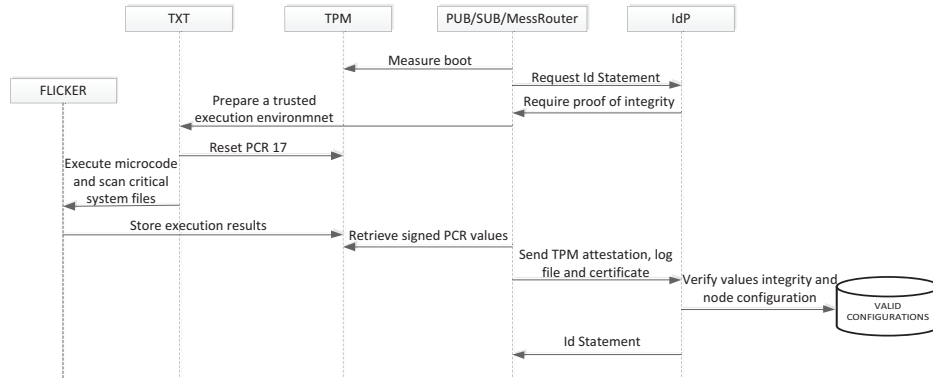 TXT
TPM
PUB/SUB/MessRouter
IdP
Measure boot
Request Id Statement
FLICKER
Prepare a trusted
execution environmnet
Require proof of integrity
Reset PCR 17
Execute microcode
and scan critical
system files
Store execution results
Retrieve signed PCR values
Send TPM attestation, log
file and certificate
Verify values integrity and
node configuration
VALID
CONFIGURATIONS
Id Statement